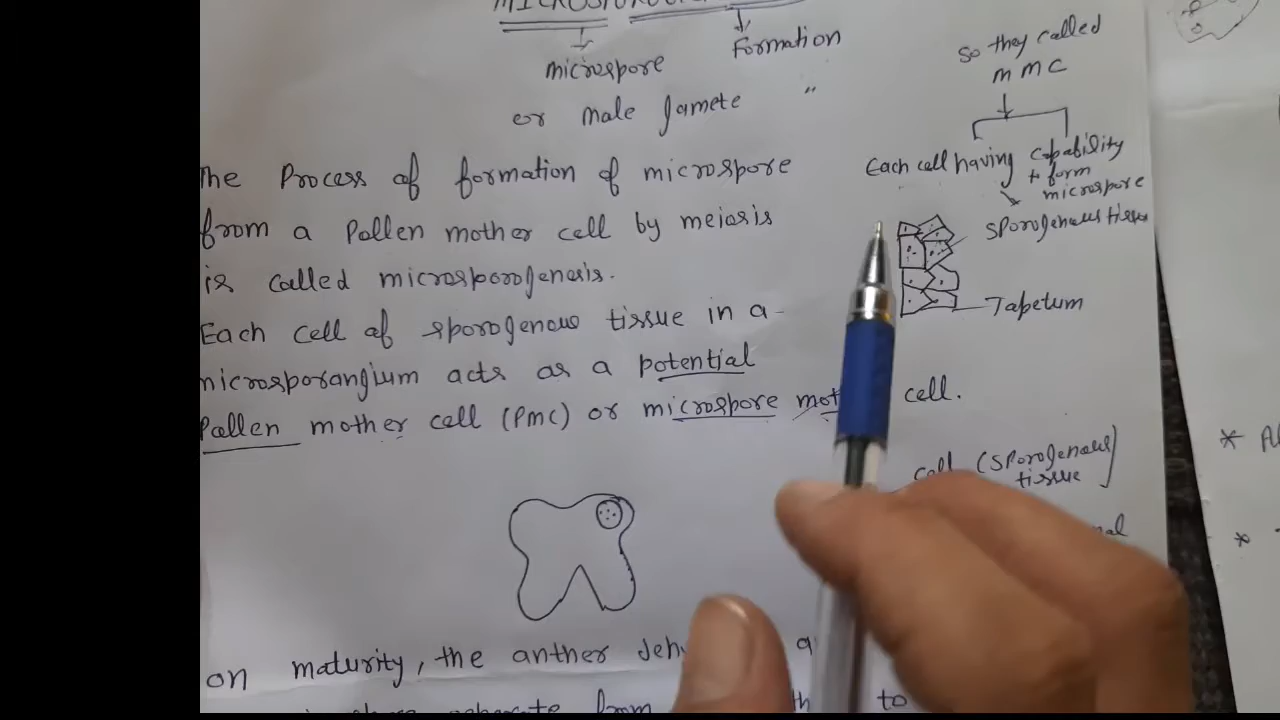 microspore
Formation
or male gamete "
The Process of formation of microspore
from a Pollen mother cell by meiosis
is called microsporogenesis.
Each cell of sporogenous tissue in a
microsporangium acts as a potential
Pollen mother cell (PMC) or microspore cell.
So they called
MMC
Each cell having capability
to form
microspore
sporogenous tissue
Tapetum
cell (sporogenous
tissue
on maturity, the anther
from to
*
*